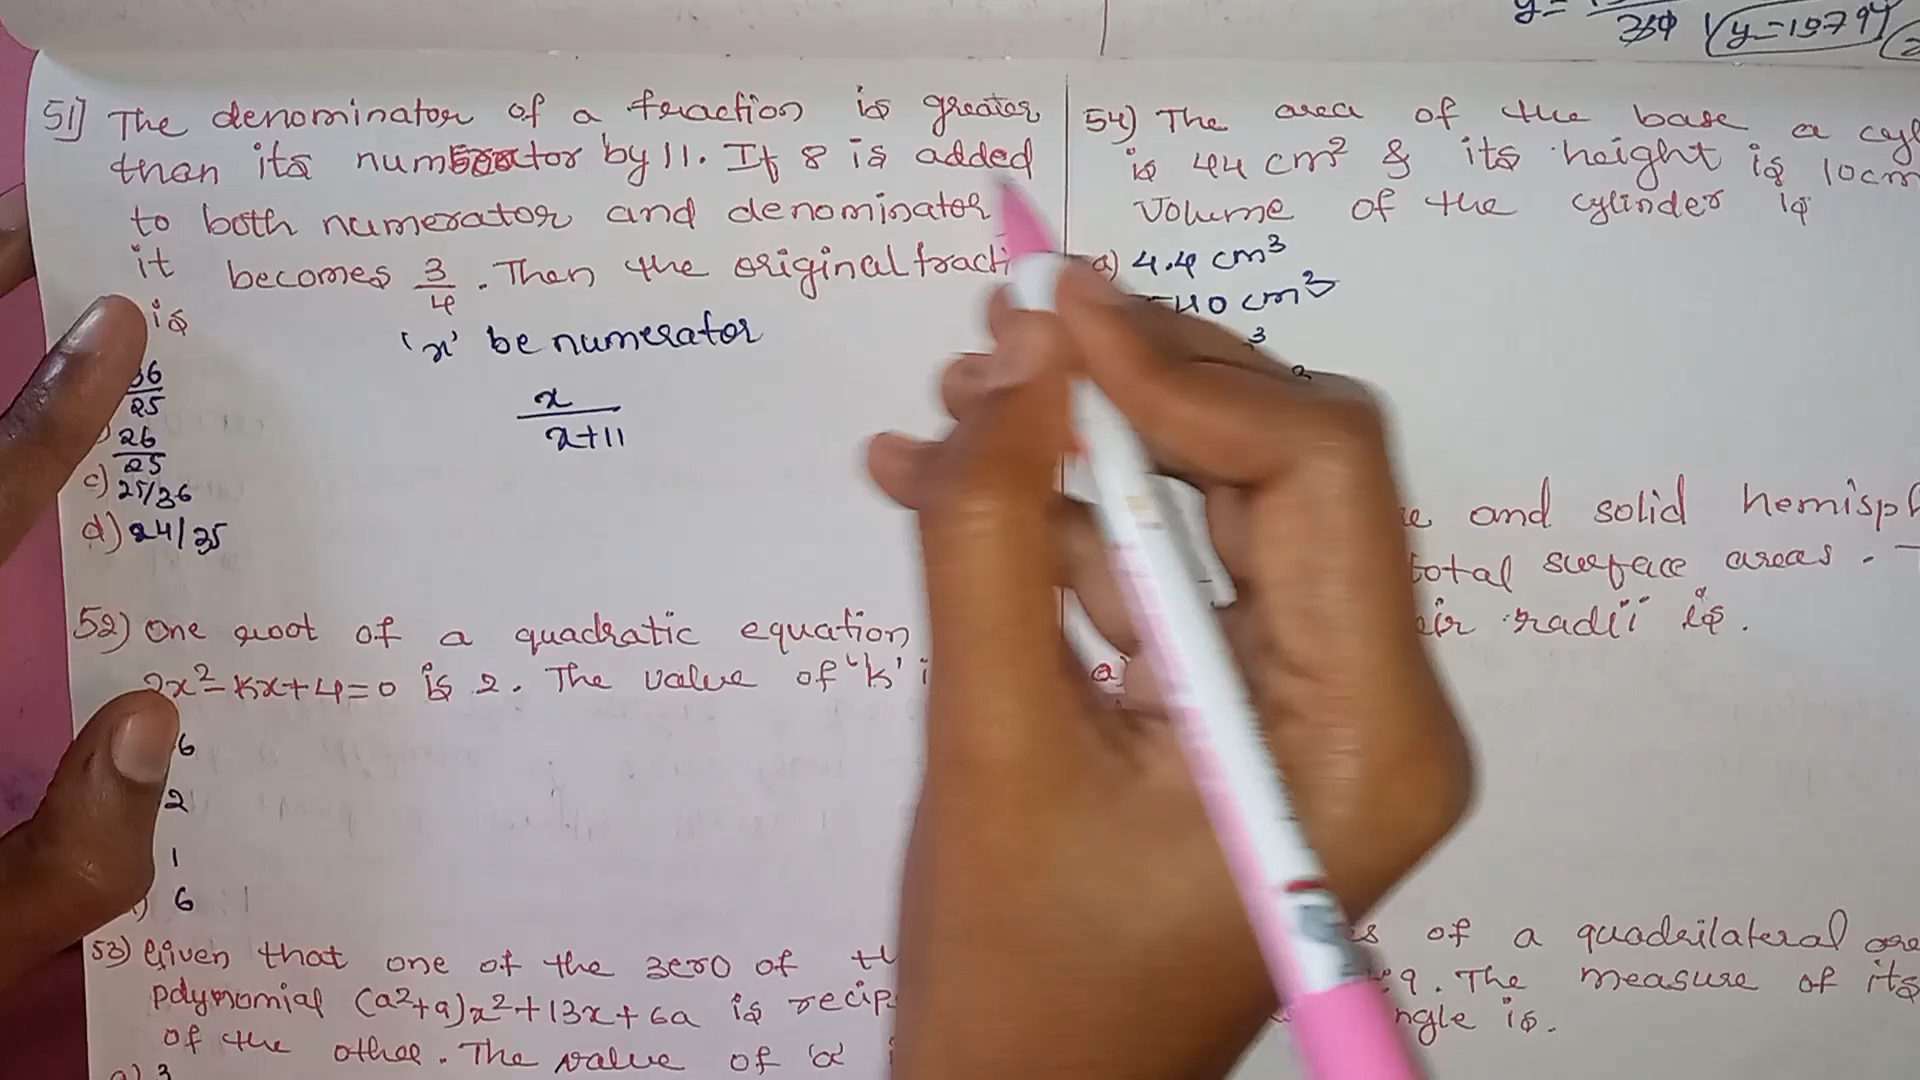 y=
350 y=10794
51] The denominator of a fraction is greater
than its numerator by 11. If 8 is added
to both numerator and denominator
it becomes 3/4. Then the original fracti
is
'x' be numerator
x
x+11
36
25
26
25
c) 25/36
d) 24/35
52) One root of a quadratic equation
2x²-kx+4=0 is 2. The value of 'k' i
6
2
1
) 6
53) Given that one of the zero of
polynomial (a²+a)x²+13x+6a is recip
of the other. The value of 'a'
a) 3
54) The area of the base a cyl
is 44 cm² & its height is 10cm
Volume of the cylinder is
a) 4.4 cm³
40 cm³
3
and solid hemisp
total surface areas.
radii is.
a)
of a quadrilateral are
:9. The measure of its
ngle is.